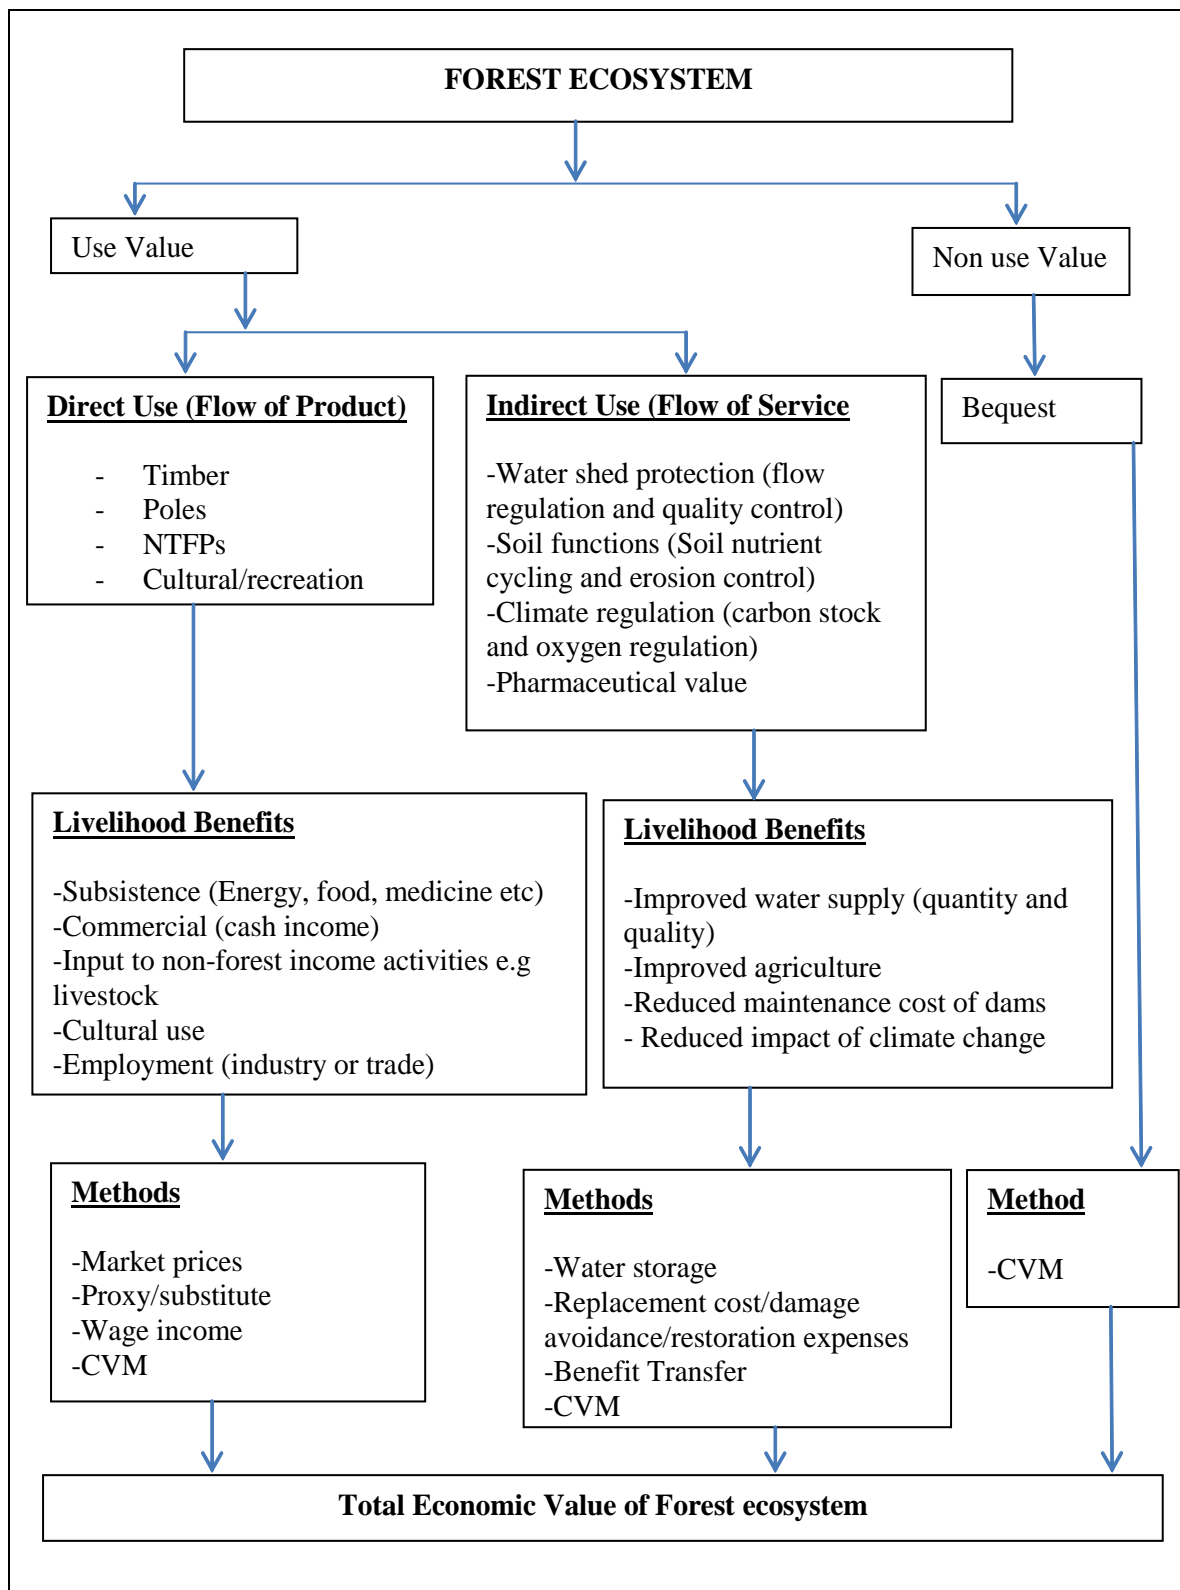 FOREST ECOSYSTEM
Use Value
Non use Value
Direct Use (Flow of Product)
- Timber
- Poles
- NTFPs
- Cultural/recreation
Indirect Use (Flow of Service
-Water shed protection (flow
regulation and quality control)
-Soil functions (Soil nutrient
cycling and erosion control)
-Climate regulation (carbon stock
and oxygen regulation)
-Pharmaceutical value
Bequest
Livelihood Benefits
-Subsistence (Energy, food, medicine etc)
-Commercial (cash income)
-Input to non-forest income activities e.g
livestock
-Cultural use
-Employment (industry or trade)
Livelihood Benefits
-Improved water supply (quantity and
quality)
-Improved agriculture
-Reduced maintenance cost of dams
- Reduced impact of climate change
Methods
-Market prices
-Proxy/substitute
-Wage income
-CVM
Methods
-Water storage
-Replacement cost/damage
avoidance/restoration expenses
-Benefit Transfer
-CVM
Method
-CVM
Total Economic Value of Forest ecosystem